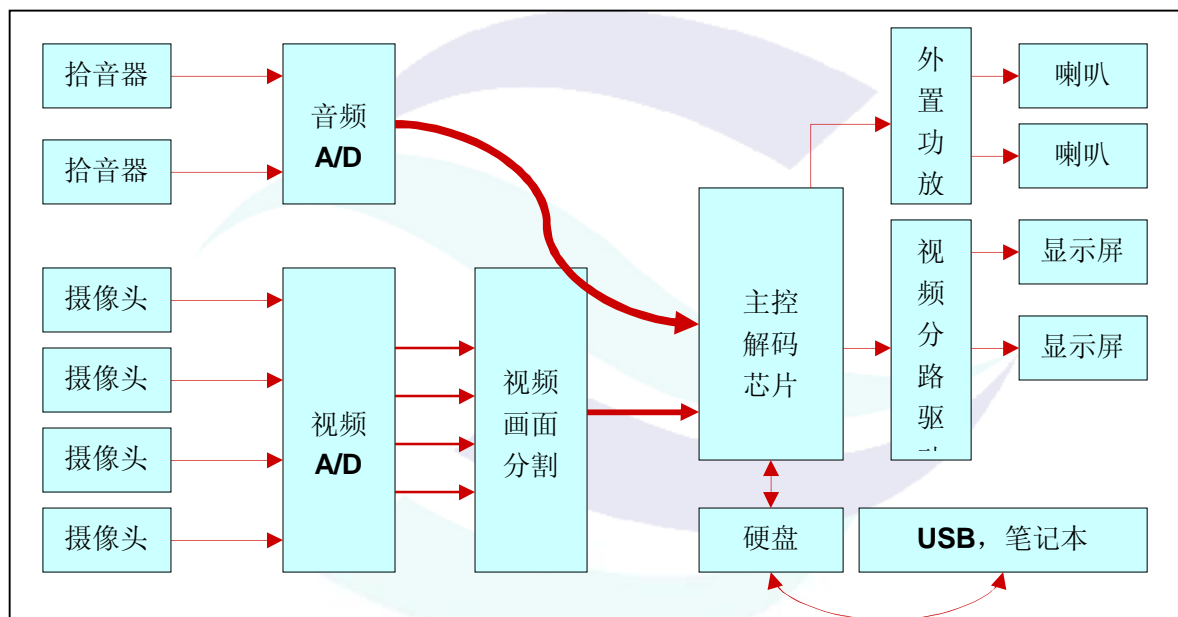 拾音器
拾音器
音频
A/D
摄像头
摄像头
摄像头
摄像头
视频
A/D
视频
画面
分割
主控
解码
芯片
硬盘
外
置
功
放
喇叭
喇叭
视
频
分
路
驱
显示屏
显示屏
USB，笔记本